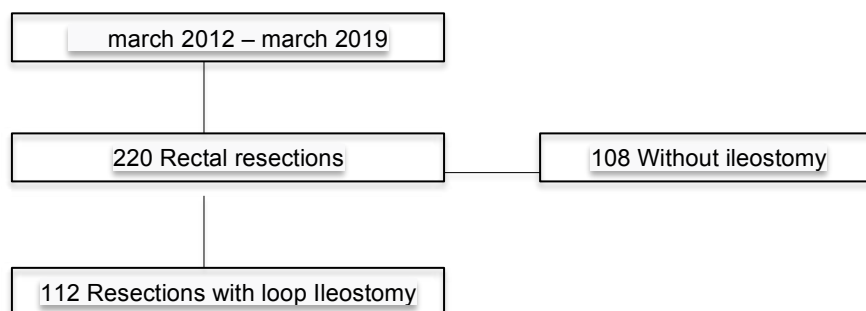 march 2012 – march 2019
220 Rectal resections
108 Without ileostomy
112 Resections with loop Ileostomy